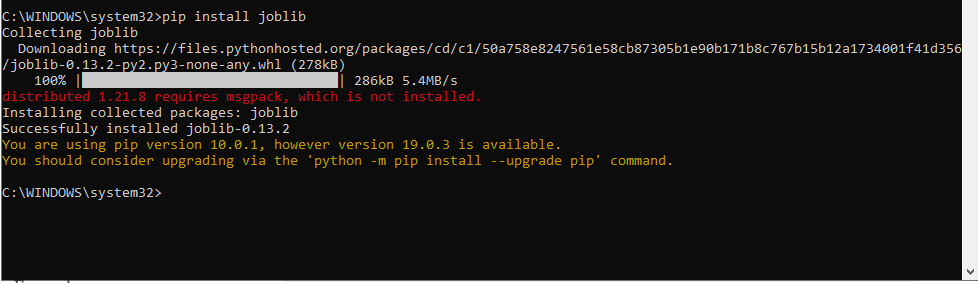 C:\WINDOWS\system32>pip install joblib
Collecting joblib
  Downloading https://files.pythonhosted.org/packages/cd/c1/50a758e8247561e58cb87305b1e90b171b8c767b15b12a1734001f41d356
/joblib-0.13.2-py2.py3-none-any.whl (278kB)
    100% |████████████████████████████████| 286kB 5.4MB/s
distributed 1.21.8 requires msgpack, which is not installed.
Installing collected packages: joblib
Successfully installed joblib-0.13.2
You are using pip version 10.0.1, however version 19.0.3 is available.
You should consider upgrading via the 'python -m pip install --upgrade pip' command.
C:\WINDOWS\system32>